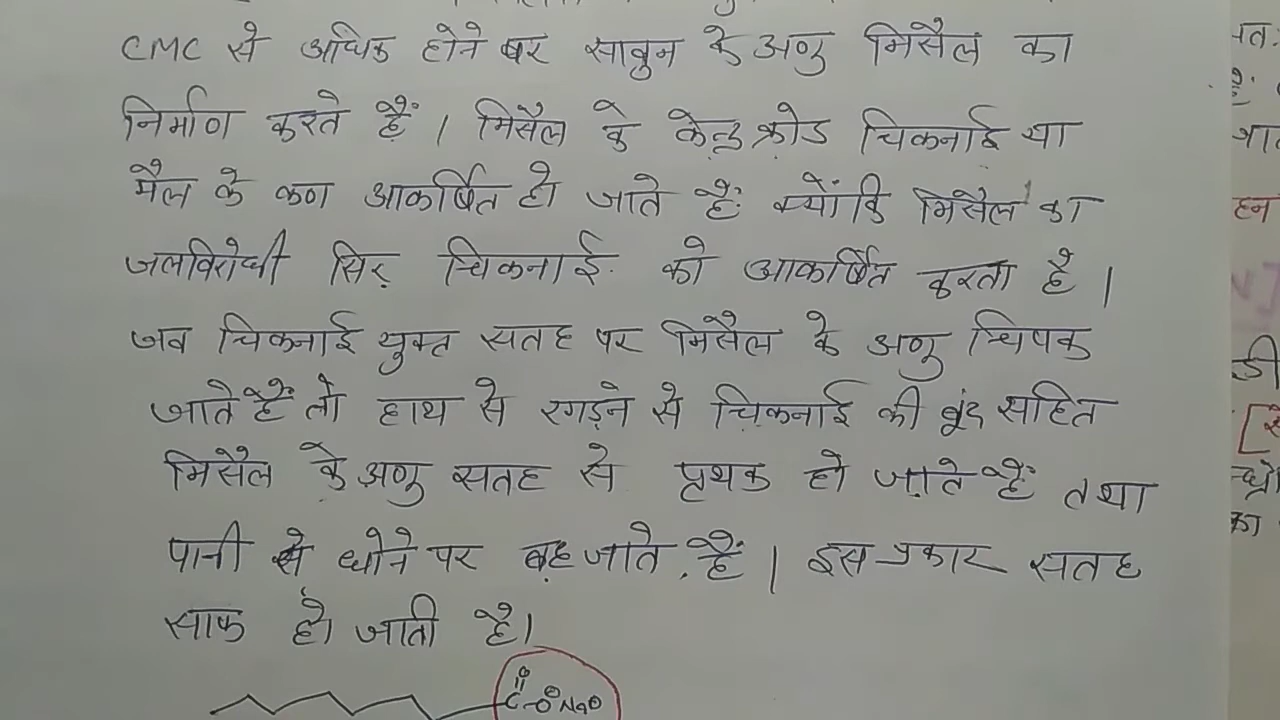 CMC से अधिक होने पर साबुन के अणु मिसैल का
निर्माण करते हैं। मिसैल के केन्द्र क्रोड चिकनाई या
मैल के कण आकर्षित हो जाते हैं क्योंकि मिसैल का
जलविरोधी सिर चिकनाई को आकर्षित करता है।
जब चिकनाई युक्त सतह पर मिसैल के अणु चिपक
जाते हैं तो हाथ से रगड़ने से चिकनाई की बूंद सहित
मिसैल के अणु सतह से पृथक हो जाते हैं तथा
पानी से धोने पर बह जाते हैं। इस प्रकार सतह
साफ हो जाती है।
O
C-O⊖Na⊕